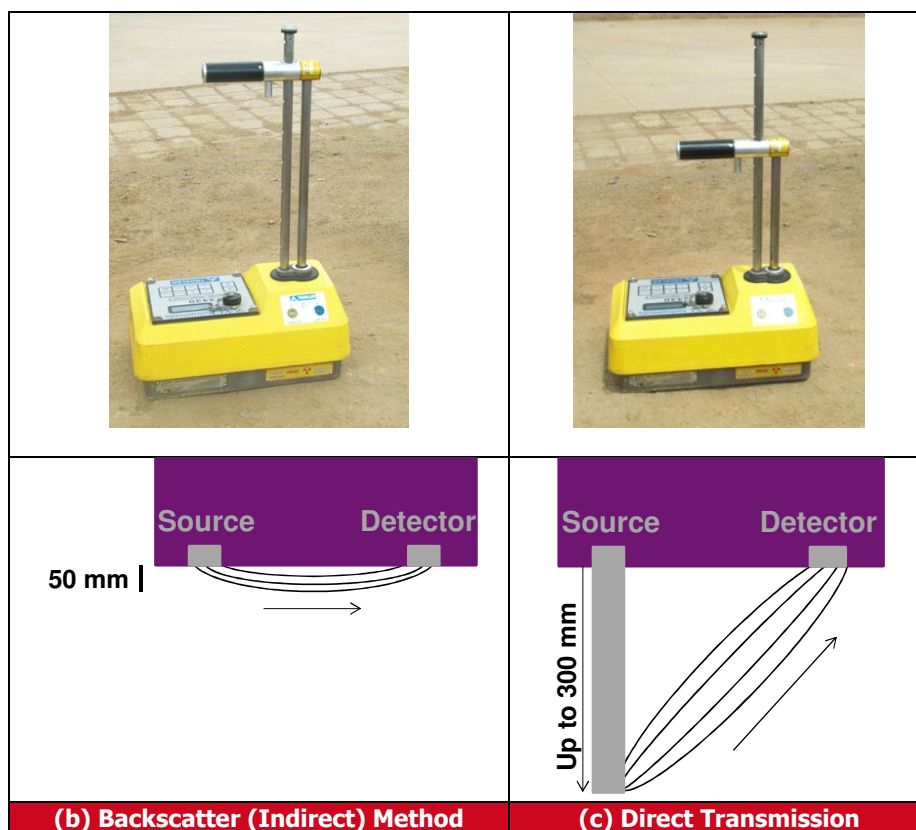 Source Detector
50 mm
(b) Backscatter (Indirect) Method
Source Detector
Up to 300 mm
(c) Direct Transmission